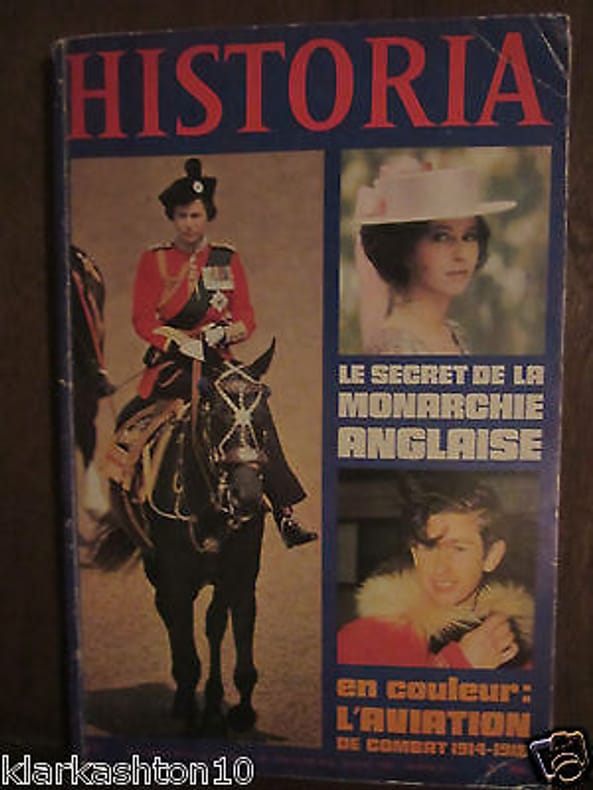 HISTORIA
LE SECRET DE LA
MONARCHIE
ANGLAISE
en couleur:
L'AVIATION
DE COMBAT 1914-1918
klarkashton10